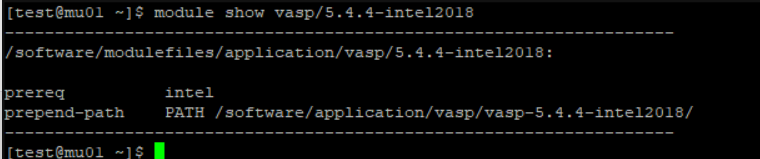 [test@mu01 ~]$ module show vasp/5.4.4-intel2018
-------------------------------------------------------------------
/software/modulefiles/application/vasp/5.4.4-intel2018:
prereq          intel
prepend-path    PATH /software/application/vasp/vasp-5.4.4-intel2018/
-------------------------------------------------------------------
[test@mu01 ~]$